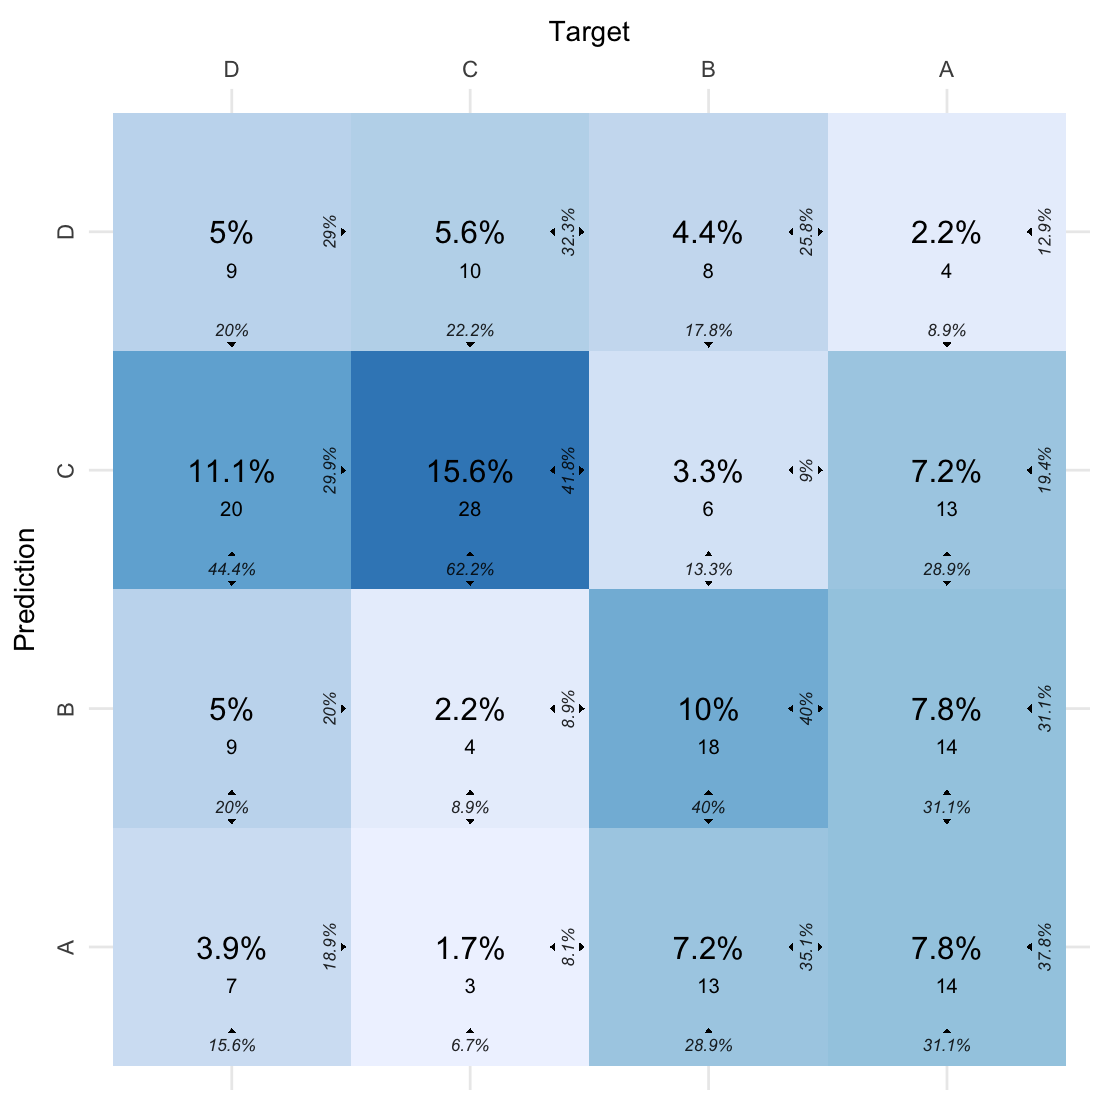 Target
D C B A
Prediction
D
5% 29% 5.6% 32.3% 4.4% 25.8% 2.2% 12.9%
9 10 8 4
20% 22.2% 17.8% 8.9%
C
11.1% 29.9% 15.6% 41.8% 3.3% 9% 7.2% 19.4%
20 28 6 13
44.4% 62.2% 13.3% 28.9%
B
5% 20% 2.2% 8.9% 10% 40% 7.8% 31.1%
9 4 18 14
20% 8.9% 40% 31.1%
A
3.9% 18.9% 1.7% 8.1% 7.2% 35.1% 7.8% 37.8%
7 3 13 14
15.6% 6.7% 28.9% 31.1%